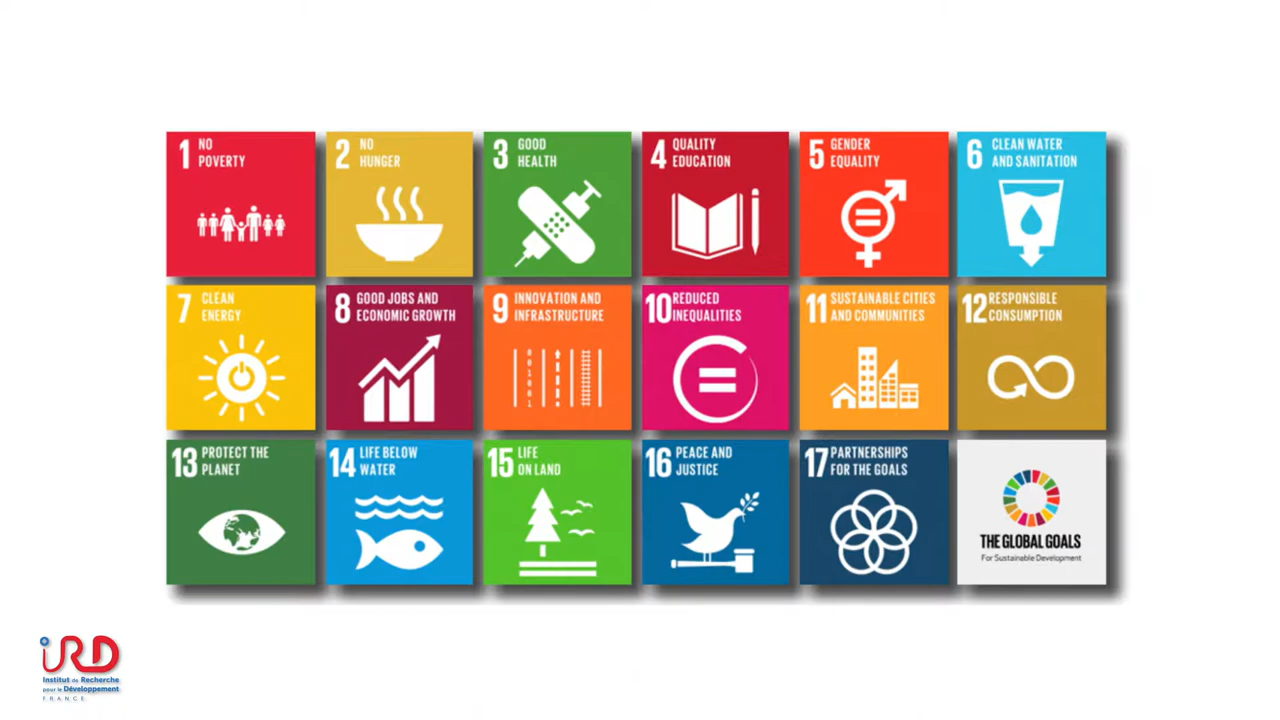 1 NO
POVERTY
2 NO
HUNGER
3 GOOD
HEALTH
4 QUALITY
EDUCATION
5 GENDER
EQUALITY
6 CLEAN WATER
AND SANITATION
7 CLEAN
ENERGY
8 GOOD JOBS AND
ECONOMIC GROWTH
9 INNOVATION AND
INFRASTRUCTURE
10 REDUCED
INEQUALITIES
11 SUSTAINABLE CITIES
AND COMMUNITIES
12 RESPONSIBLE
CONSUMPTION
13 PROTECT THE
PLANET
14 LIFE BELOW
WATER
15 LIFE
ON LAND
16 PEACE AND
JUSTICE
17 PARTNERSHIPS
FOR THE GOALS
THE GLOBAL GOALS
For Sustainable Development
IRD
Institut de Recherche
pour le Développement
FRANCE